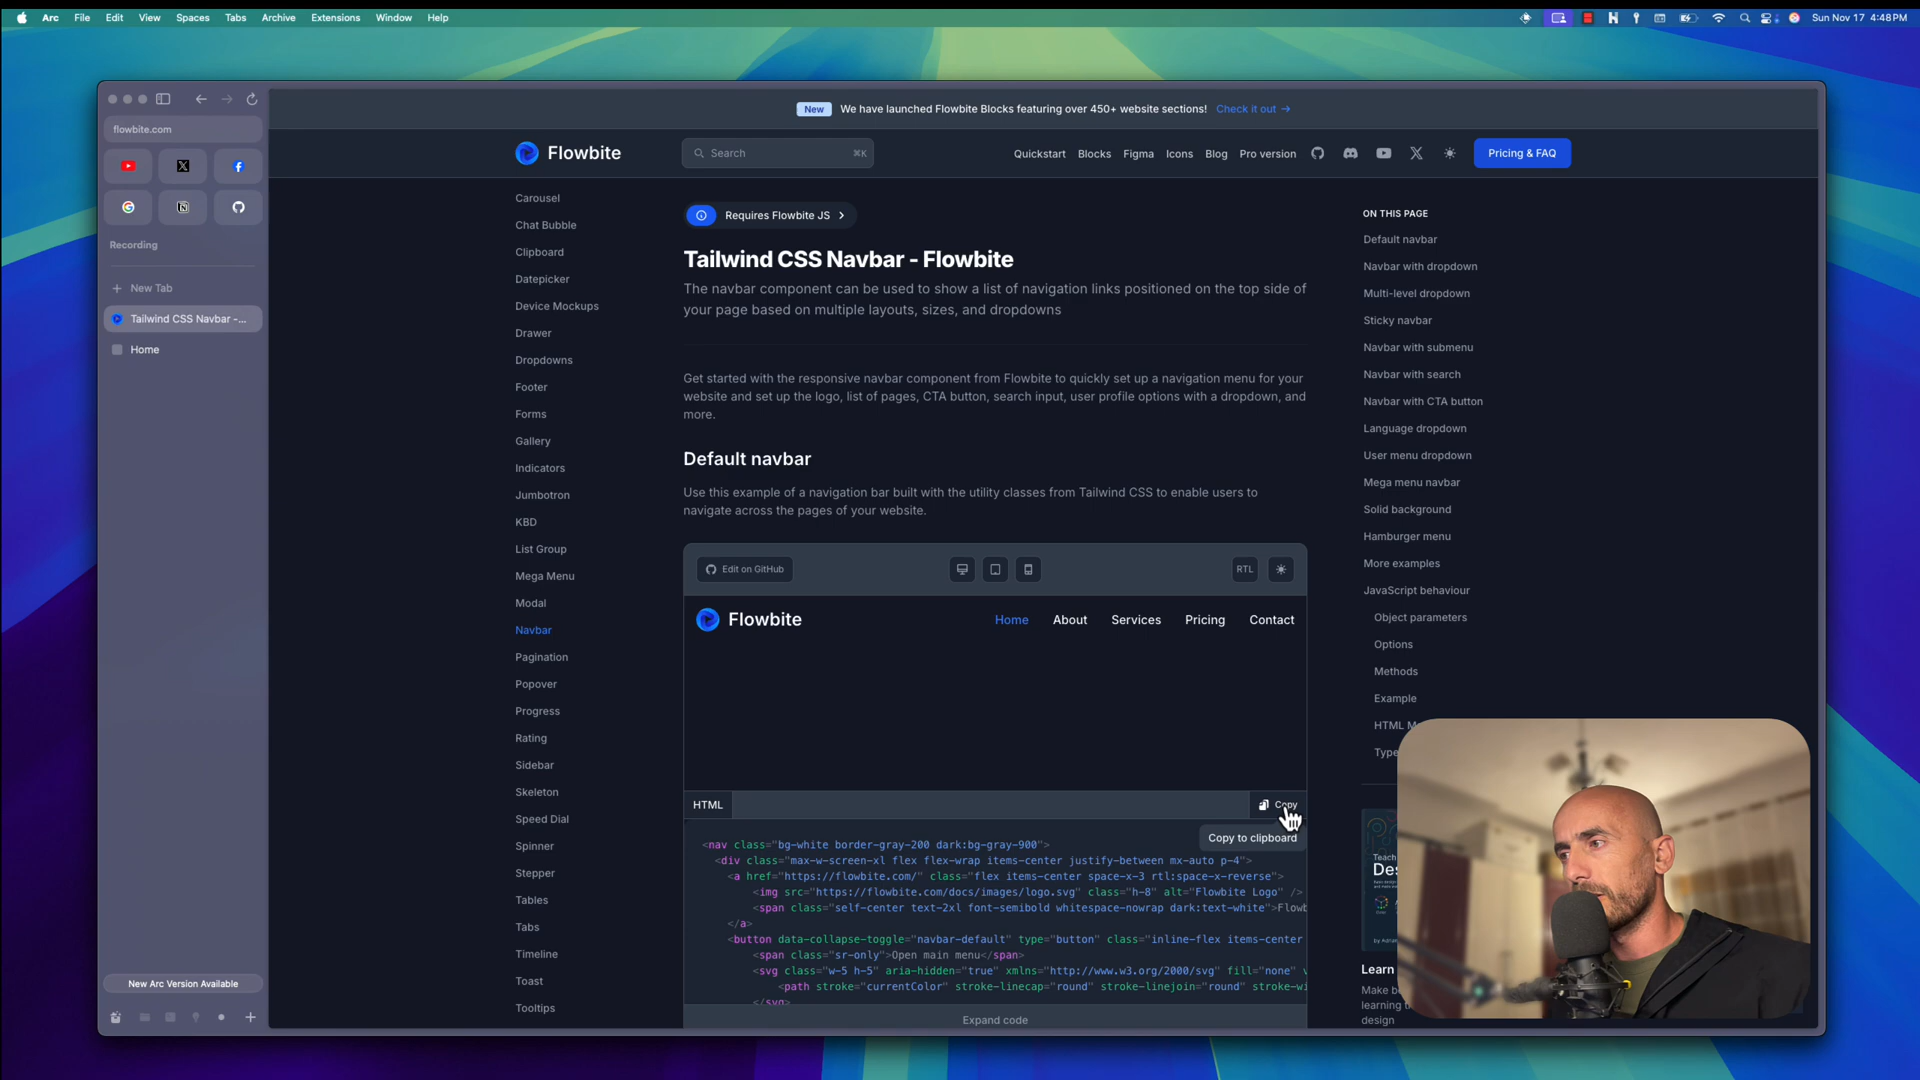 Arc File Edit View Spaces Tabs Archive Extensions Window Help
Sun Nov 17 4:48PM
flowbite.com
Recording
New Tab
Tailwind CSS Navbar -...
Home
New Arc Version Available
New We have launched Flowbite Blocks featuring over 450+ website sections! Check it out →
Flowbite
Search ⌘K
Quickstart Blocks Figma Icons Blog Pro version
Pricing & FAQ
Carousel
Chat Bubble
Clipboard
Datepicker
Device Mockups
Drawer
Dropdowns
Footer
Forms
Gallery
Indicators
Jumbotron
KBD
List Group
Mega Menu
Modal
Navbar
Pagination
Popover
Progress
Rating
Sidebar
Skeleton
Speed Dial
Spinner
Stepper
Tables
Tabs
Timeline
Toast
Tooltips
Requires Flowbite JS
Tailwind CSS Navbar - Flowbite
The navbar component can be used to show a list of navigation links positioned on the top side of
your page based on multiple layouts, sizes, and dropdowns
Get started with the responsive navbar component from Flowbite to quickly set up a navigation menu for your
website and set up the logo, list of pages, CTA button, search input, user profile options with a dropdown, and
more.
Default navbar
Use this example of a navigation bar built with the utility classes from Tailwind CSS to enable users to
navigate across the pages of your website.
Edit on GitHub
RTL
Flowbite
Home About Services Pricing Contact
HTML
Copy
Copy to clipboard
<nav class="bg-white border-gray-200 dark:bg-gray-900">
<div class="max-w-screen-xl flex flex-wrap items-center justify-between mx-auto p-4">
<a href="https://flowbite.com/" class="flex items-center space-x-3 rtl:space-x-reverse">
<img src="https://flowbite.com/docs/images/logo.svg" class="h-8" alt="Flowbite Logo" />
<span class="self-center text-2xl font-semibold whitespace-nowrap dark:text-white">Flowb
</a>
<button data-collapse-toggle="navbar-default" type="button" class="inline-flex items-center
<span class="sr-only">Open main menu</span>
<svg class="w-5 h-5" aria-hidden="true" xmlns="http://www.w3.org/2000/svg" fill="none" v
<path stroke="currentColor" stroke-linecap="round" stroke-linejoin="round" stroke-wi
</svg>
Expand code
ON THIS PAGE
Default navbar
Navbar with dropdown
Multi-level dropdown
Sticky navbar
Navbar with submenu
Navbar with search
Navbar with CTA button
Language dropdown
User menu dropdown
Mega menu navbar
Solid background
Hamburger menu
More examples
JavaScript behaviour
Object parameters
Options
Methods
Example
HTML M
Type
Teach
Des
by Adria
Learn
Make b
learning t
design